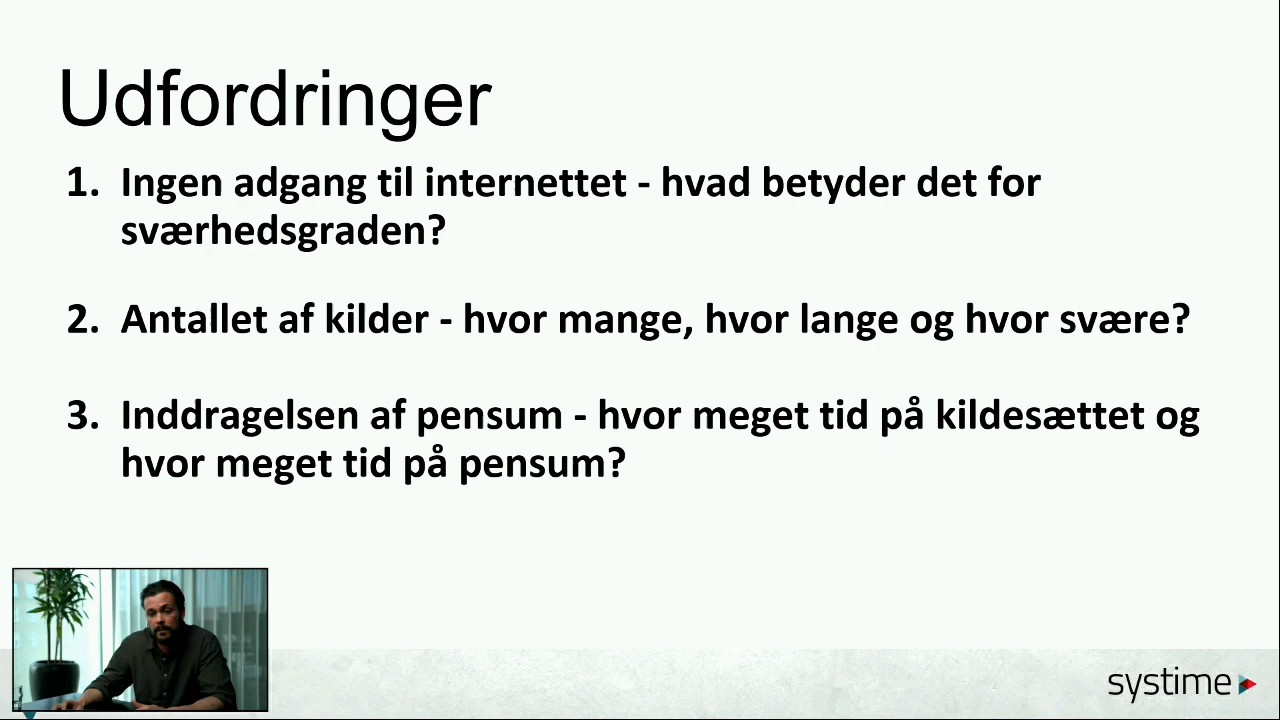 Udfordringer
1. Ingen adgang til internettet - hvad betyder det for
sværhedsgraden?
2. Antallet af kilder - hvor mange, hvor lange og hvor svære?
3. Inddragelsen af pensum - hvor meget tid på kildesættet og
hvor meget tid på pensum?
systime